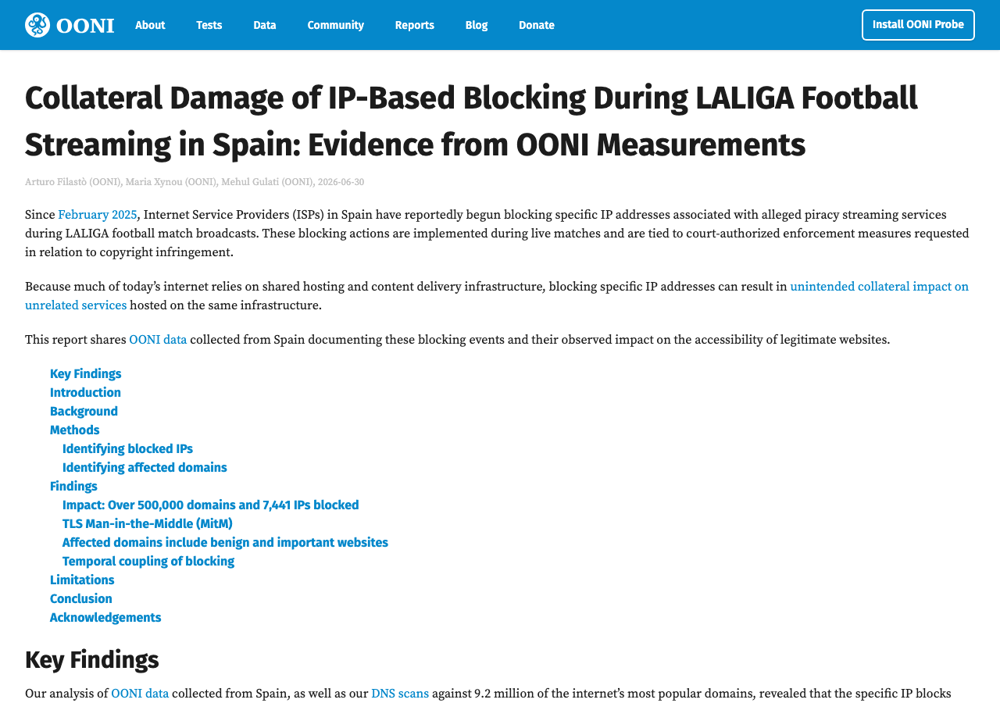 OONI
About
Tests
Data
Community
Reports
Blog
Donate
Install OONI Probe
Collateral Damage of IP-Based Blocking During LALIGA Football
Streaming in Spain: Evidence from OONI Measurements
Arturo Filastò (OONI), Maria Xynou (OONI), Mehul Gulati (OONI), 2026-06-30
Since February 2025, Internet Service Providers (ISPs) in Spain have reportedly begun blocking specific IP addresses associated with alleged piracy streaming services
during LALIGA football match broadcasts. These blocking actions are implemented during live matches and are tied to court-authorized enforcement measures requested
in relation to copyright infringement.
Because much of today’s internet relies on shared hosting and content delivery infrastructure, blocking specific IP addresses can result in unintended collateral impact on
unrelated services hosted on the same infrastructure.
This report shares OONI data collected from Spain documenting these blocking events and their observed impact on the accessibility of legitimate websites.
Key Findings
Introduction
Background
Methods
Identifying blocked IPs
Identifying affected domains
Findings
Impact: Over 500,000 domains and 7,441 IPs blocked
TLS Man-in-the-Middle (MitM)
Affected domains include benign and important websites
Temporal coupling of blocking
Limitations
Conclusion
Acknowledgements
Key Findings
Our analysis of OONI data collected from Spain, as well as our DNS scans against 9.2 million of the internet’s most popular domains, revealed that the specific IP blocks